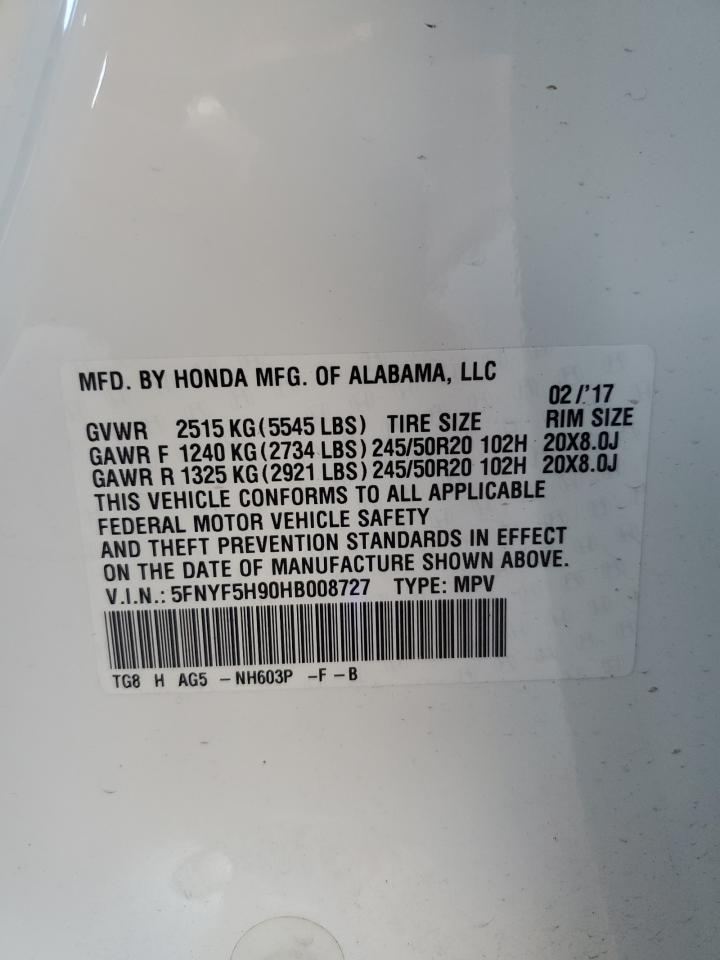 MFD. BY HONDA MFG. OF ALABAMA, LLC
02/'17
GVWR 2515 KG (5545 LBS) TIRE SIZE RIM SIZE
GAWR F 1240 KG (2734 LBS) 245/50R20 102H 20X8.0J
GAWR R 1325 KG (2921 LBS) 245/50R20 102H 20X8.0J
THIS VEHICLE CONFORMS TO ALL APPLICABLE
FEDERAL MOTOR VEHICLE SAFETY
AND THEFT PREVENTION STANDARDS IN EFFECT
ON THE DATE OF MANUFACTURE SHOWN ABOVE.
V.I.N.: 5FNYF5H90HB008727 TYPE: MPV
TG8 H AG5 -NH603P -F -B